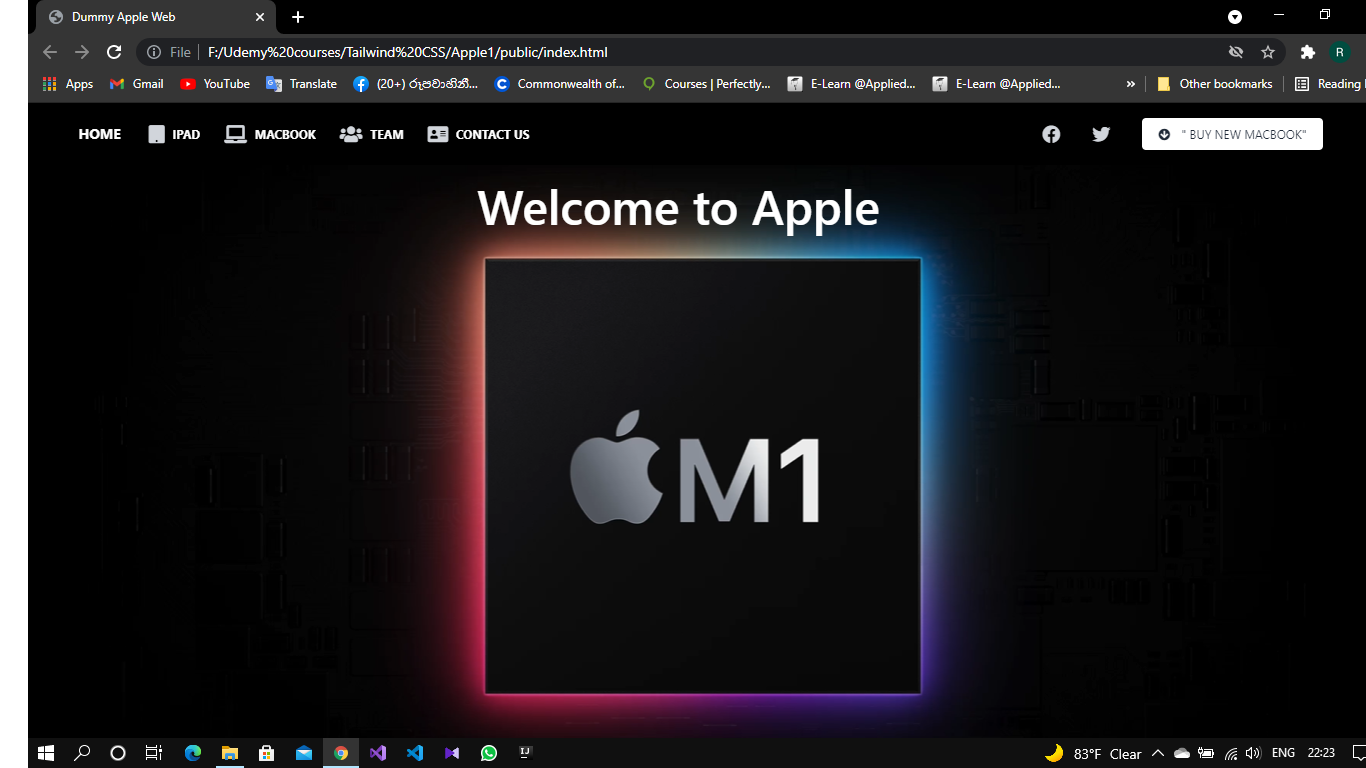 Dummy Apple Web
File F:/Udemy%20courses/Tailwind%20CSS/Apple1/public/index.html R
Apps Gmail YouTube Translate (20+) රූපවාහිනී... Commonwealth of... Courses | Perfectly... E-Learn @Applied... E-Learn @Applied... » Other bookmarks Reading
HOME IPAD MACBOOK TEAM CONTACT US " BUY NEW MACBOOK"
Welcome to Apple
M1
83°F Clear ENG 22:23